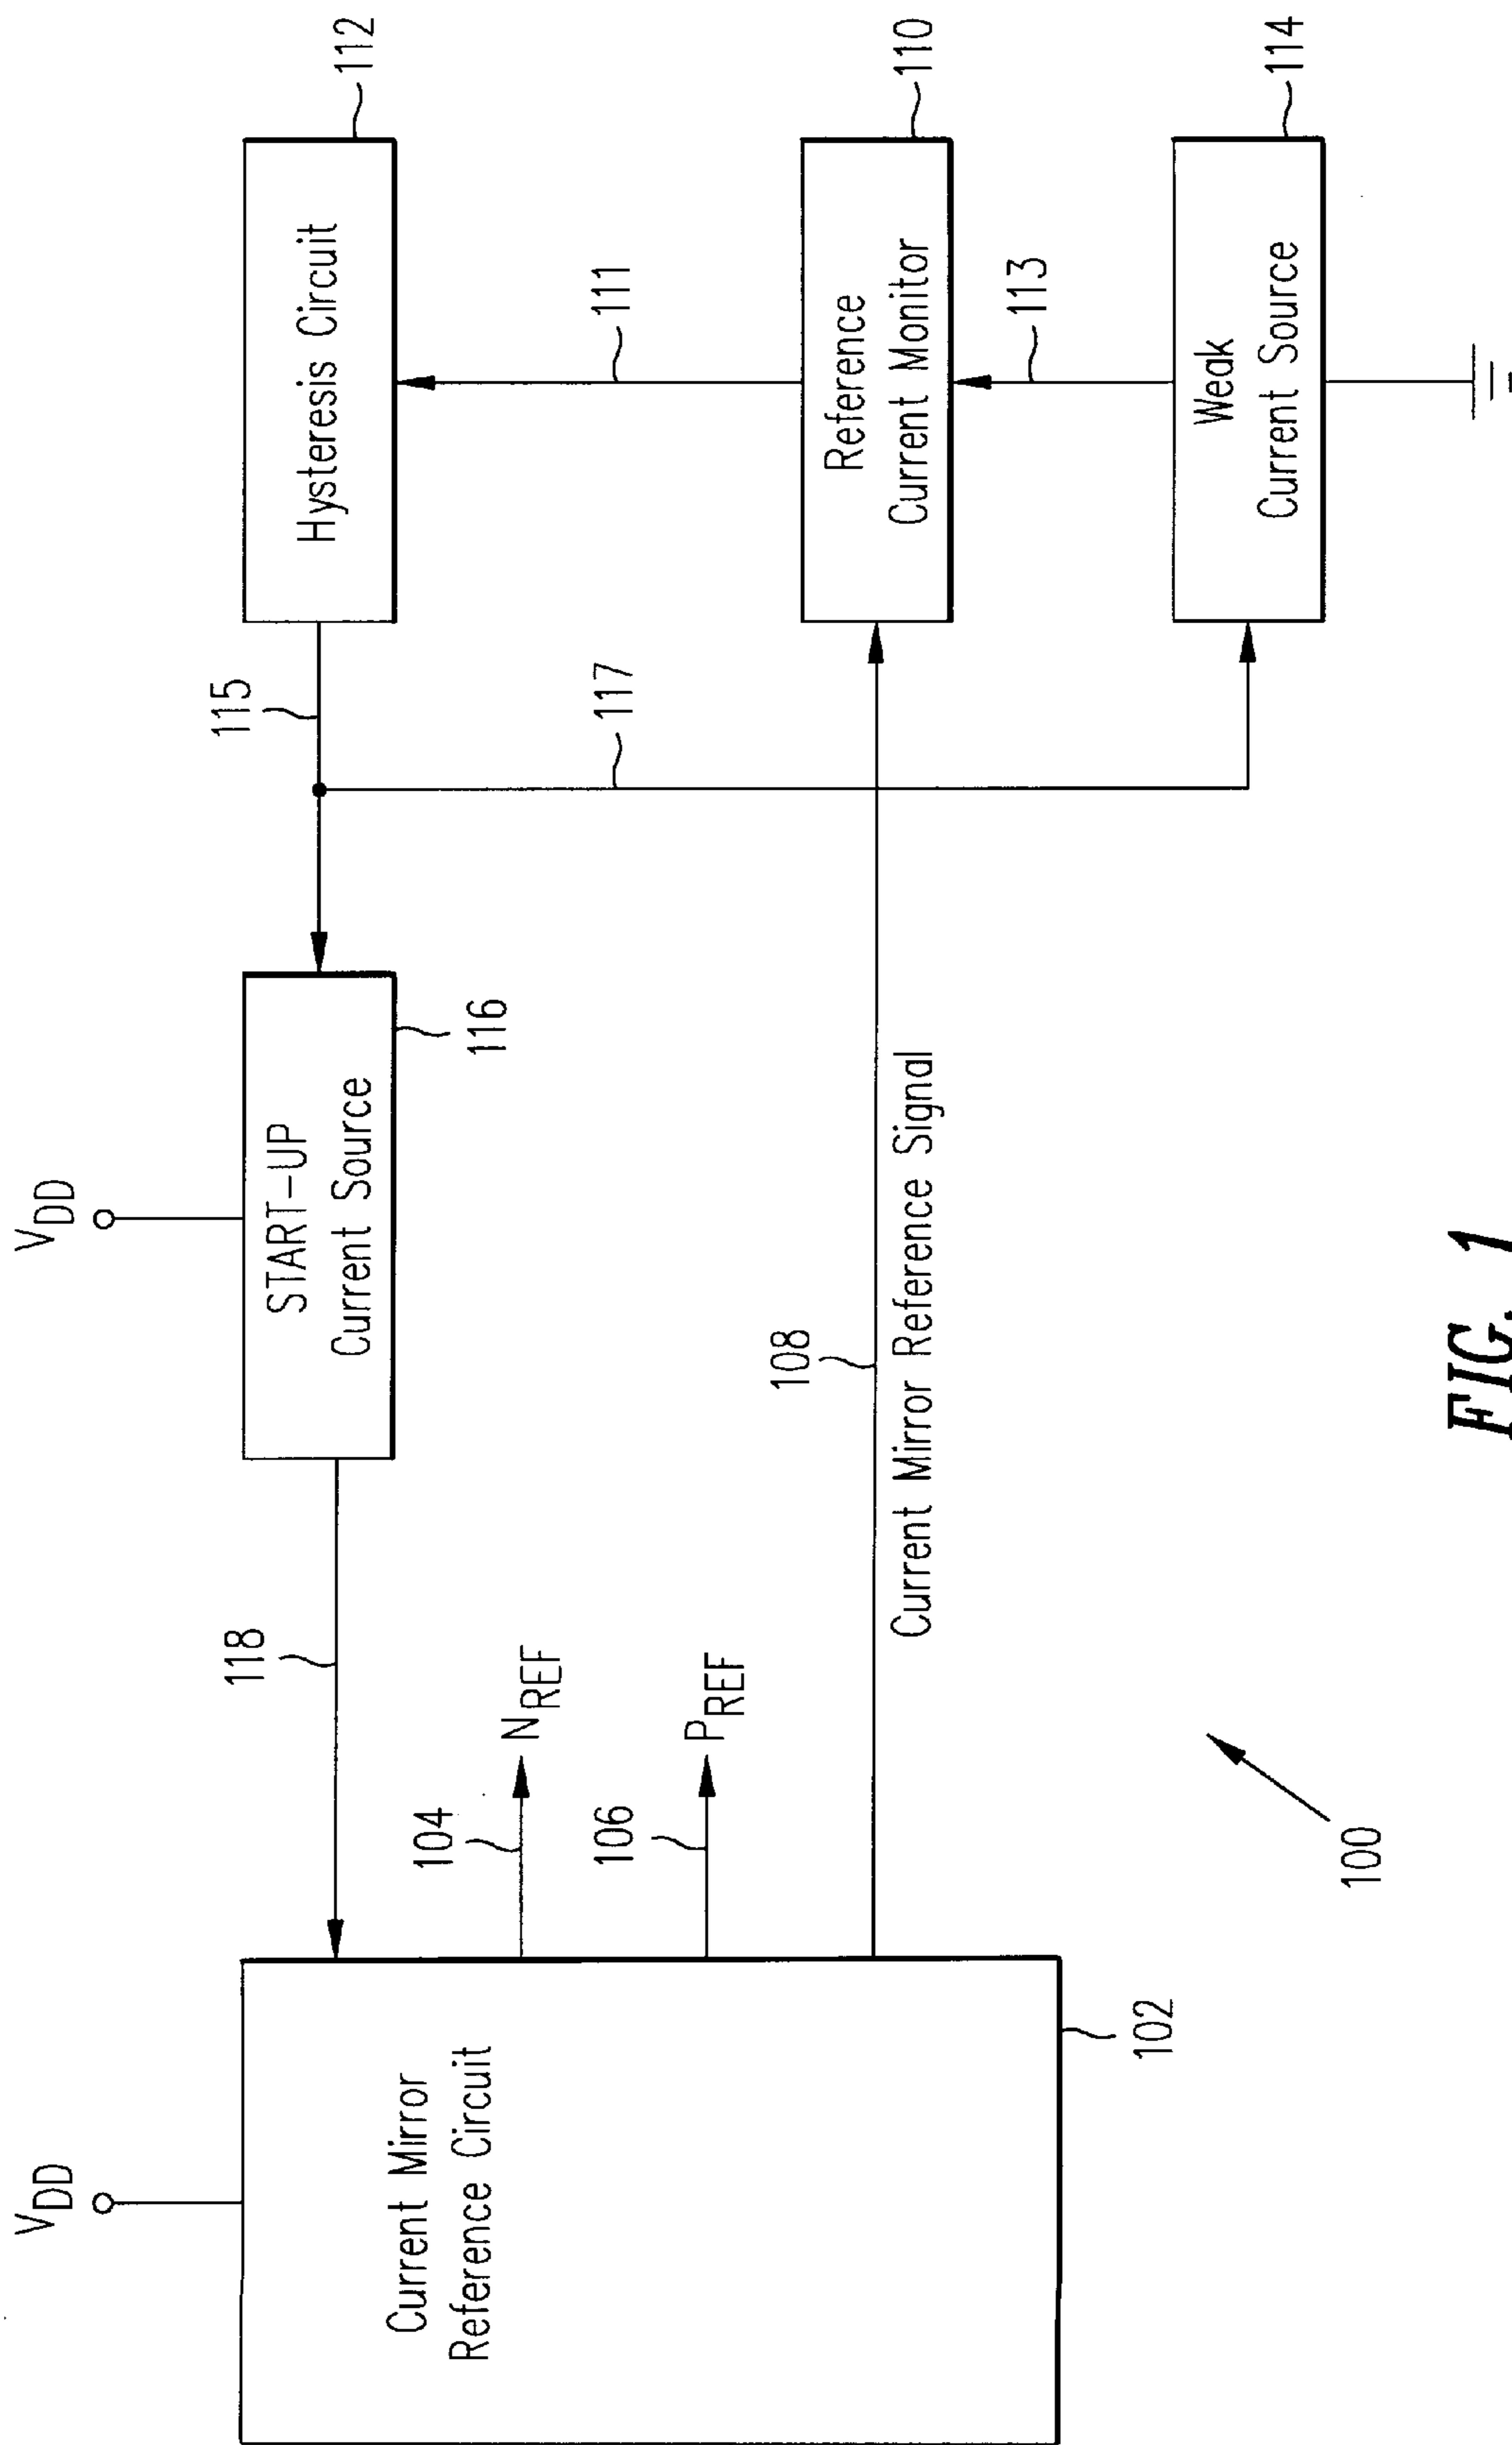 V_DD
V_DD
Current Mirror
Reference Circuit
102
118
104
N_REF
106
P_REF
108
Current Mirror Reference Signal
START-UP
Current Source
116
115
117
Hysteresis Circuit
112
111
Reference
Current Monitor
110
113
Weak
Current Source
114
100
FIG. 1